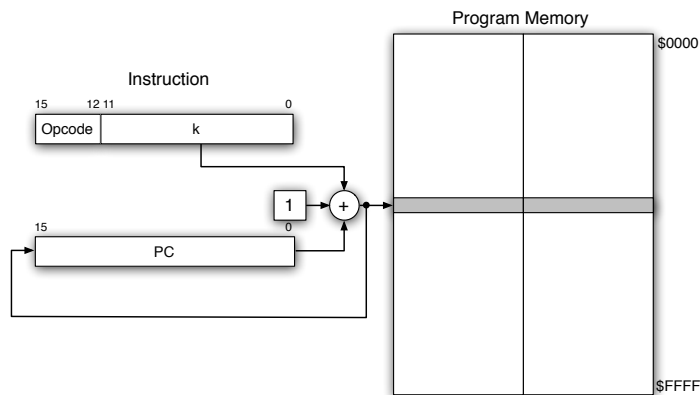 Program Memory
$0000
Instruction
15 12 11 0
Opcode k
1 +
15 0
PC
$FFFF